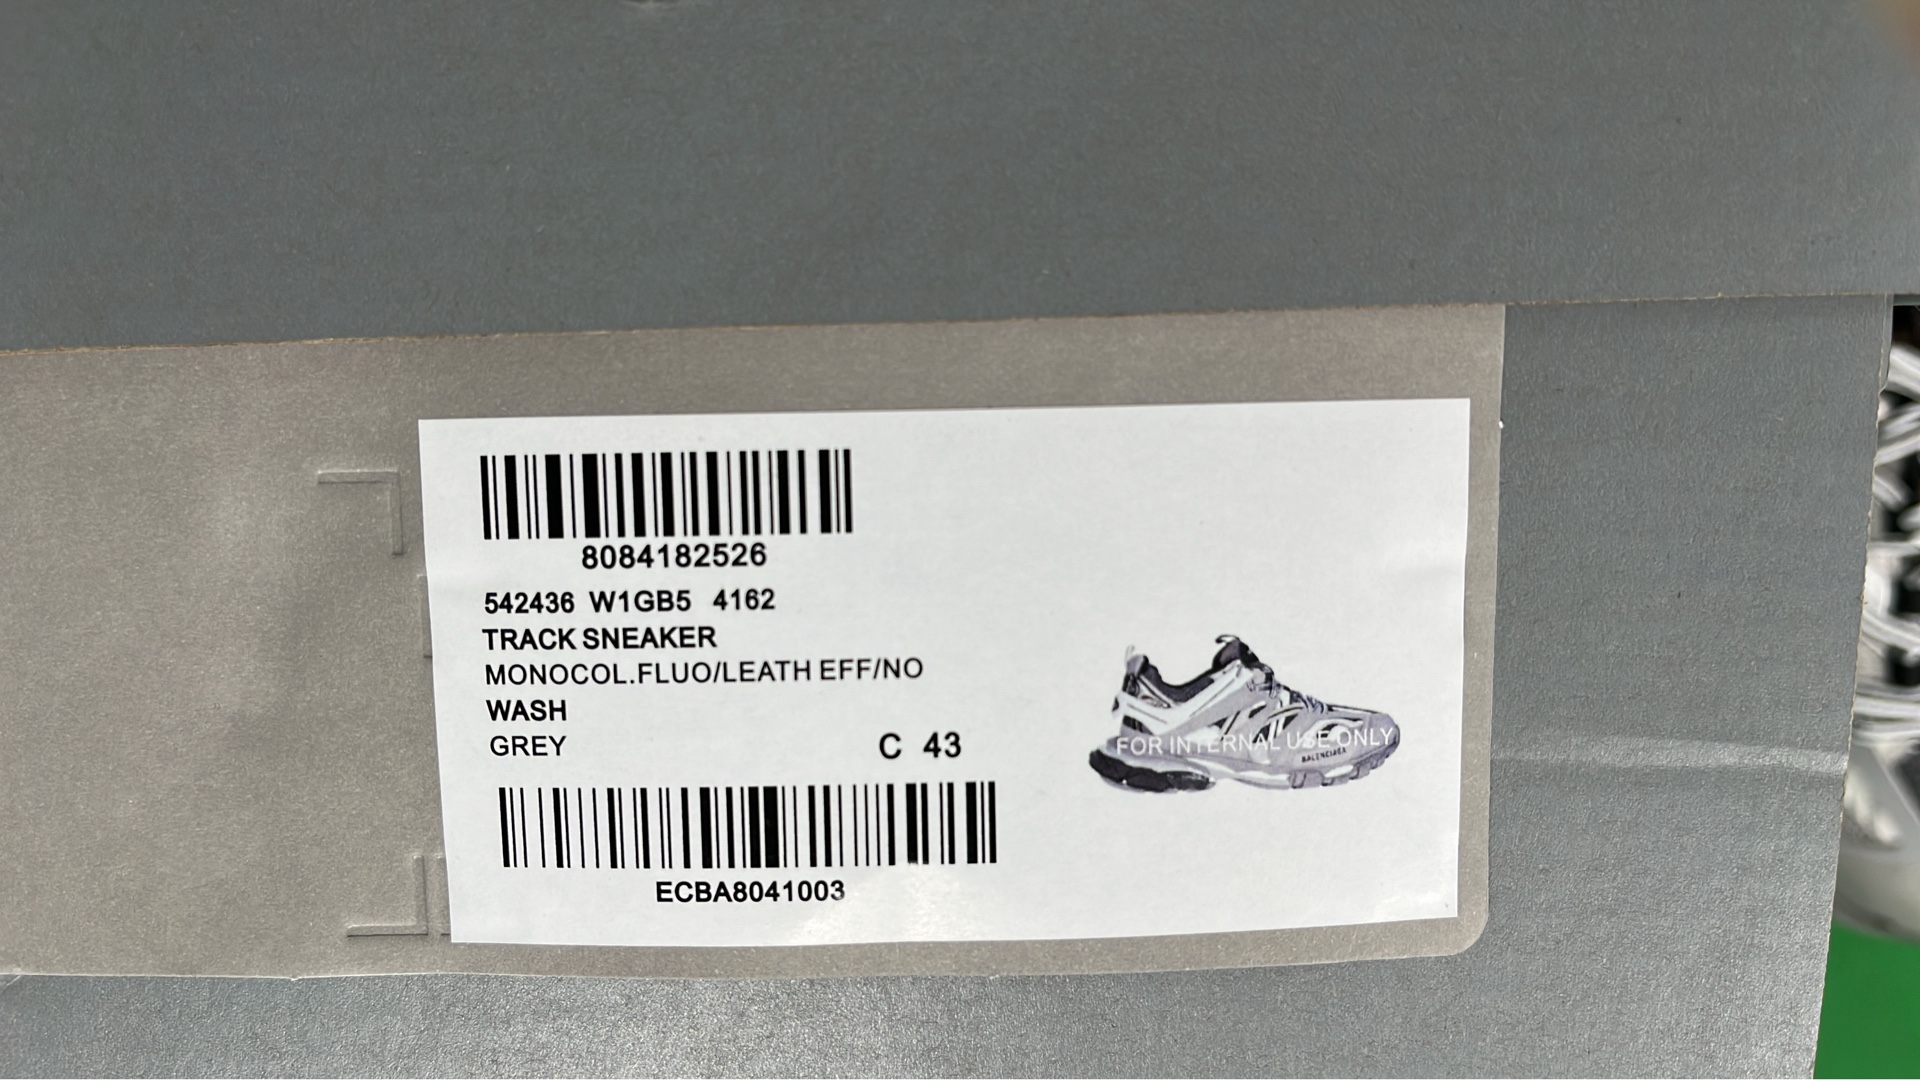 8084182526
542436 W1GB5 4162
TRACK SNEAKER
MONOCOL.FLUO/LEATH EFF/NO
WASH
GREY C 43
ECBA8041003
FOR INTERNAL USE ONLY
BALENCIAGA